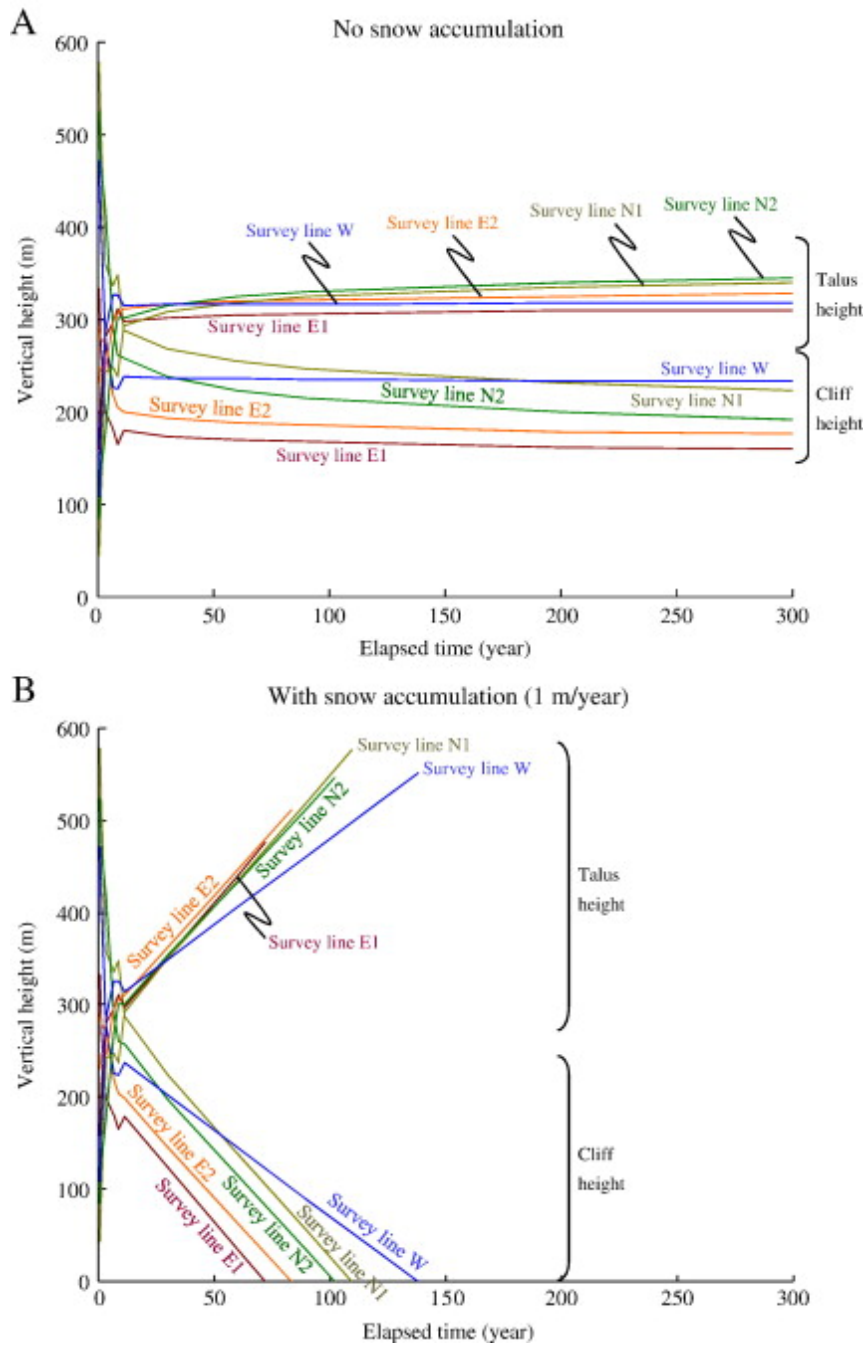 A
No snow accumulation
600
500
400
300
200
100
0
Vertical height (m)
Survey line W
Survey line E2
Survey line N1
Survey line N2
Talus
height
Survey line E1
Survey line W
Survey line N2
Survey line N1
Survey line E2
Survey line E1
Cliff
height
0
50
100
150
200
250
300
Elapsed time (year)
B
With snow accumulation (1 m/year)
600
500
400
300
200
100
0
Vertical height (m)
Survey line N1
Survey line W
Survey line N2
Survey line E2
Survey line E1
Talus
height
Survey line E2
Survey line E1
Survey line N2
Survey line N1
Survey line W
Cliff
height
0
50
100
150
200
250
300
Elapsed time (year)